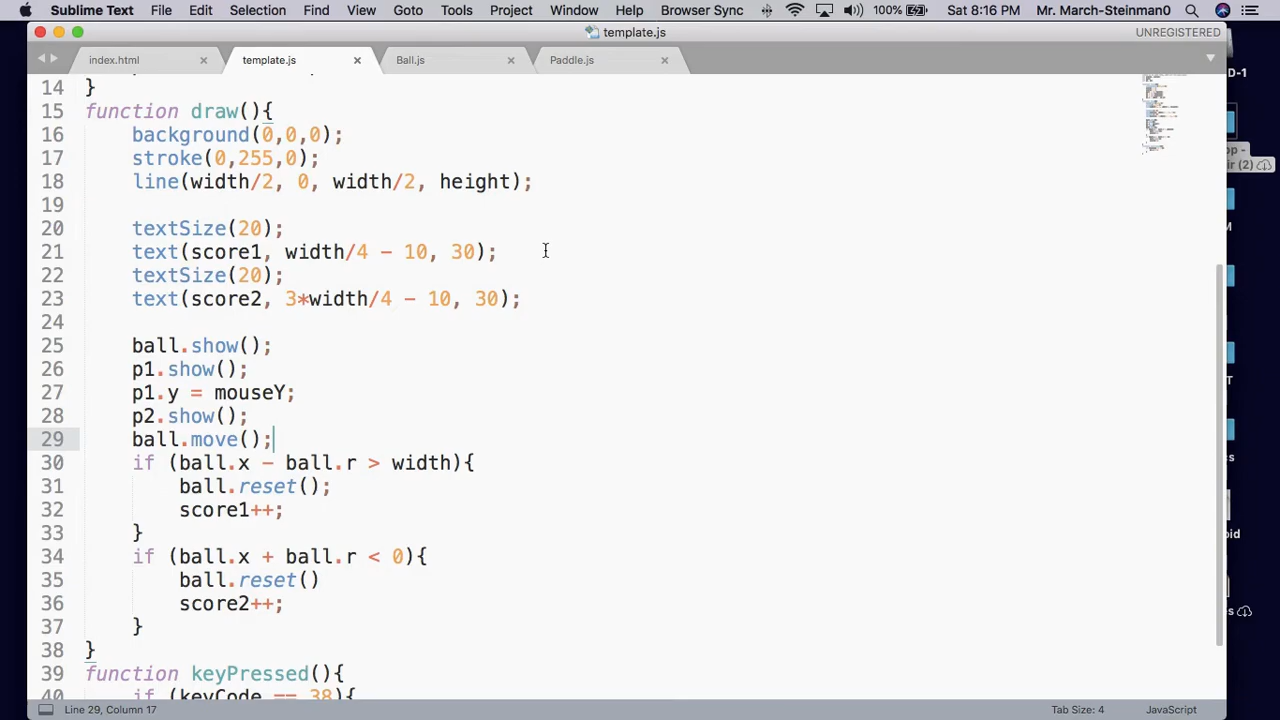 Sublime Text File Edit Selection Find View Goto Tools Project Window Help Browser Sync 100% Sat 8:16 PM Mr. March-Steinman0
template.js UNREGISTERED
index.html × template.js × Ball.js × Paddle.js ×
14 }
15 function draw(){
16 background(0,0,0);
17 stroke(0,255,0);
18 line(width/2, 0, width/2, height);
19
20 textSize(20);
21 text(score1, width/4 - 10, 30);
22 textSize(20);
23 text(score2, 3*width/4 - 10, 30);
24
25 ball.show();
26 p1.show();
27 p1.y = mouseY;
28 p2.show();
29 ball.move();
30 if (ball.x - ball.r > width){
31 ball.reset();
32 score1++;
33 }
34 if (ball.x + ball.r < 0){
35 ball.reset()
36 score2++;
37 }
38 }
39 function keyPressed(){
40 if (keyCode == 38){
Line 29, Column 17 Tab Size: 4 JavaScript